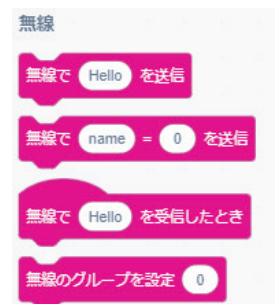 無線
無線で Hello を送信
無線で name = 0 を送信
無線で Hello を受信したとき
無線のグループを設定 0